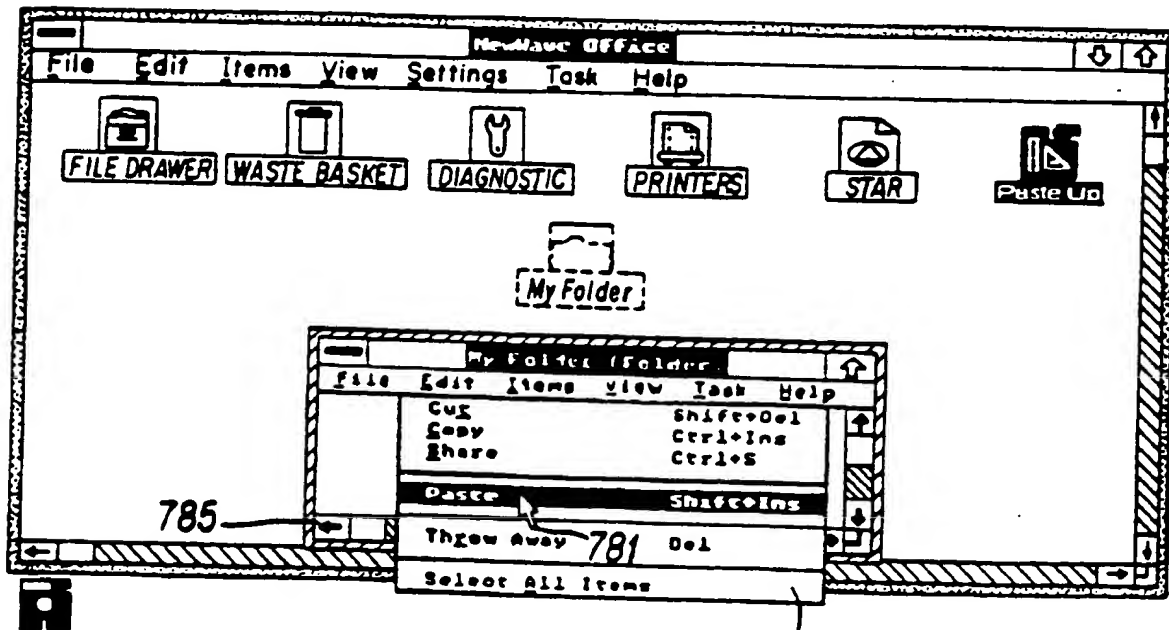 NewWave Office
File Edit Items View Settings Task Help
FILE DRAWER WASTE BASKET DIAGNOSTIC PRINTERS STAR Paste Up
My Folder
My Folder (Folder)
File Edit Items View Task Help
Cut Shift+Del
Copy Ctrl+Ins
Share Ctrl+S
Paste Shift+Ins
785
Throw Away 781 Del
Select All Items